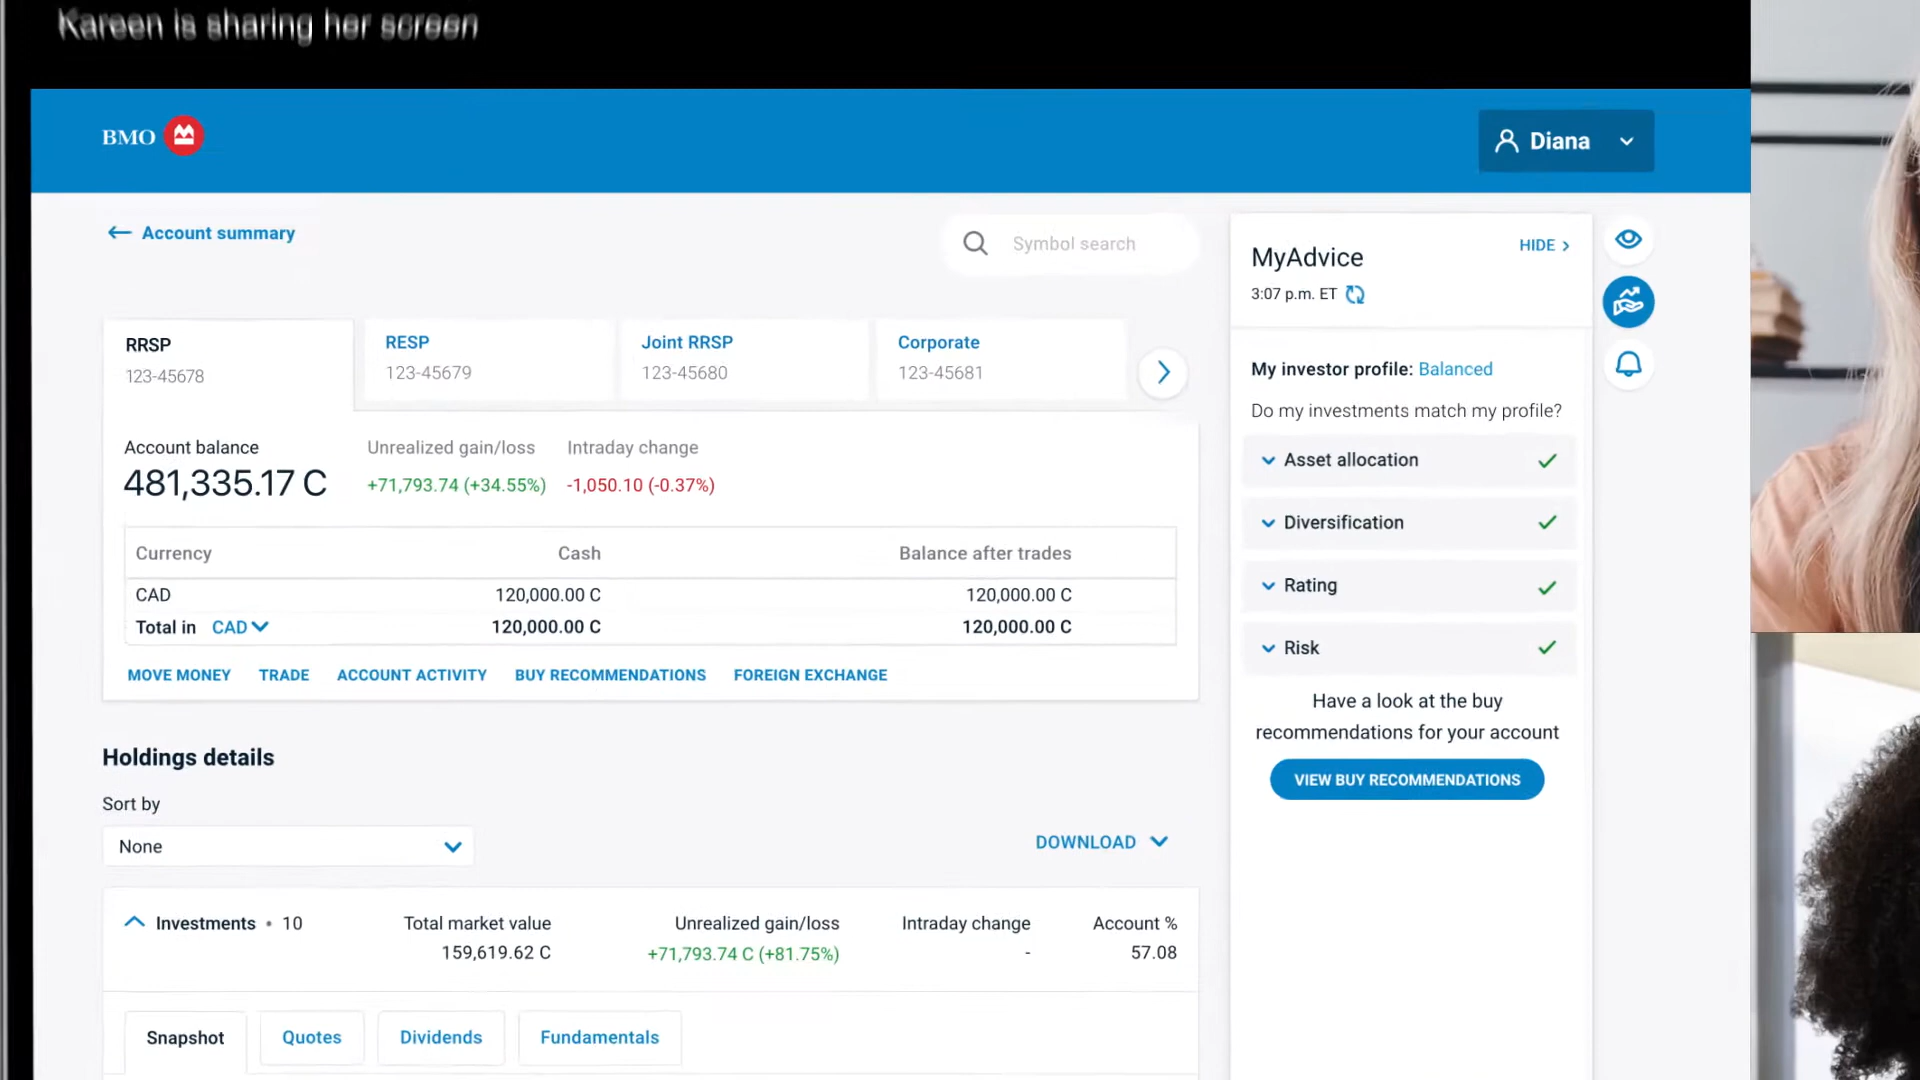 Kareen is sharing her screen
BMO
Diana
Account summary
Symbol search
RRSP
123-45678
RESP
123-45679
Joint RRSP
123-45680
Corporate
123-45681
Account balance
481,335.17 C
Unrealized gain/loss
+71,793.74 (+34.55%)
Intraday change
-1,050.10 (-0.37%)
Currency Cash Balance after trades
CAD 120,000.00 C 120,000.00 C
Total in CAD 120,000.00 C 120,000.00 C
MOVE MONEY TRADE ACCOUNT ACTIVITY BUY RECOMMENDATIONS FOREIGN EXCHANGE
Holdings details
Sort by
None
DOWNLOAD
Investments • 10
Total market value
159,619.62 C
Unrealized gain/loss
+71,793.74 C (+81.75%)
Intraday change
-
Account %
57.08
Snapshot Quotes Dividends Fundamentals
MyAdvice
HIDE
3:07 p.m. ET
My investor profile: Balanced
Do my investments match my profile?
Asset allocation
Diversification
Rating
Risk
Have a look at the buy
recommendations for your account
VIEW BUY RECOMMENDATIONS